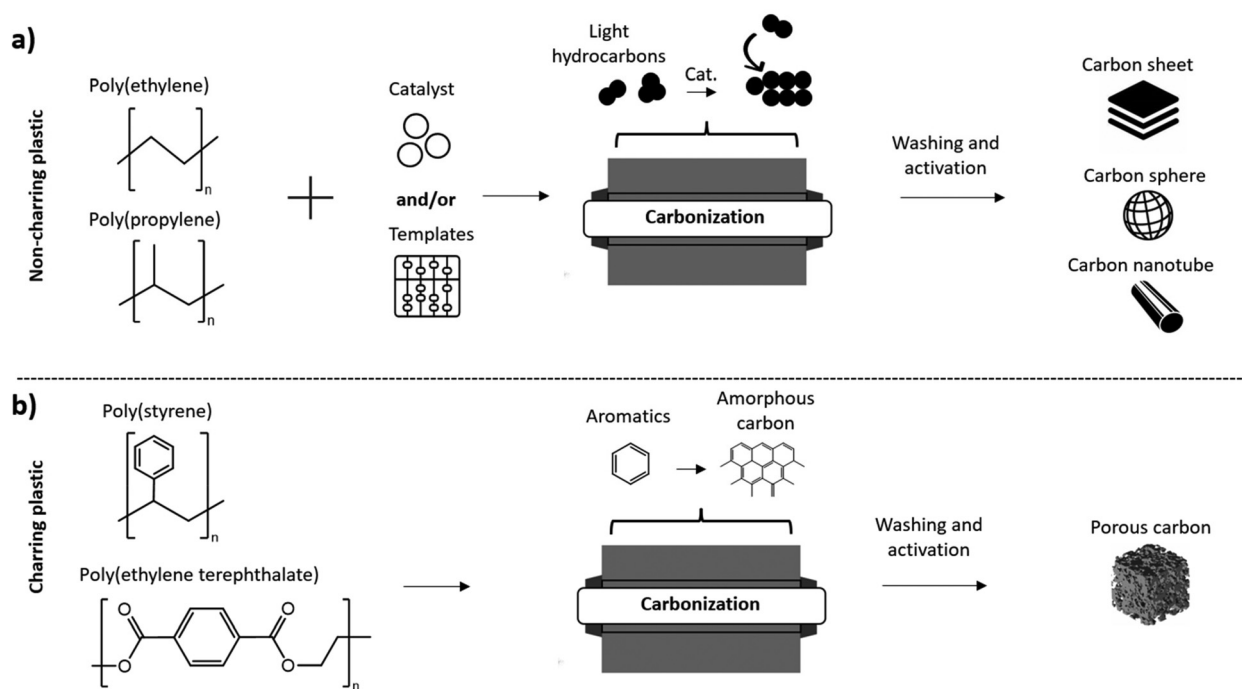 a)
Non-charring plastic
Poly(ethylene)
n
Poly(propylene)
n
Catalyst
and/or
Templates
Light
hydrocarbons
Cat.
Carbonization
Washing and
activation
Carbon sheet
Carbon sphere
Carbon nanotube
b)
Charring plastic
Poly(styrene)
n
Poly(ethylene terephthalate)
O
O
O
O
n
Aromatics
Amorphous
carbon
Carbonization
Washing and
activation
Porous carbon